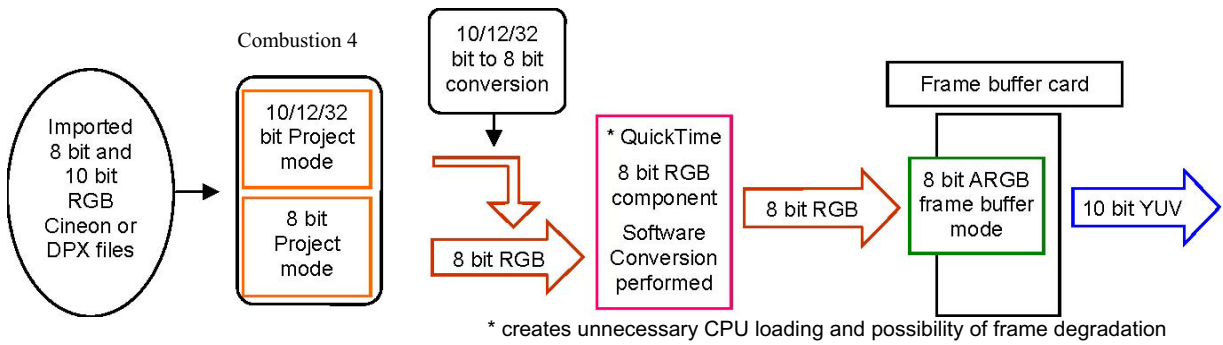 Combustion 4
Imported
8 bit and
10 bit
RGB
Cineon or
DPX files
10/12/32
bit Project
mode
8 bit
Project
mode
10/12/32
bit to 8 bit
conversion
8 bit RGB
* QuickTime
8 bit RGB
component
Software
Conversion
performed
8 bit RGB
Frame buffer card
8 bit ARGB
frame buffer
mode
10 bit YUV
* creates unnecessary CPU loading and possibility of frame degradation